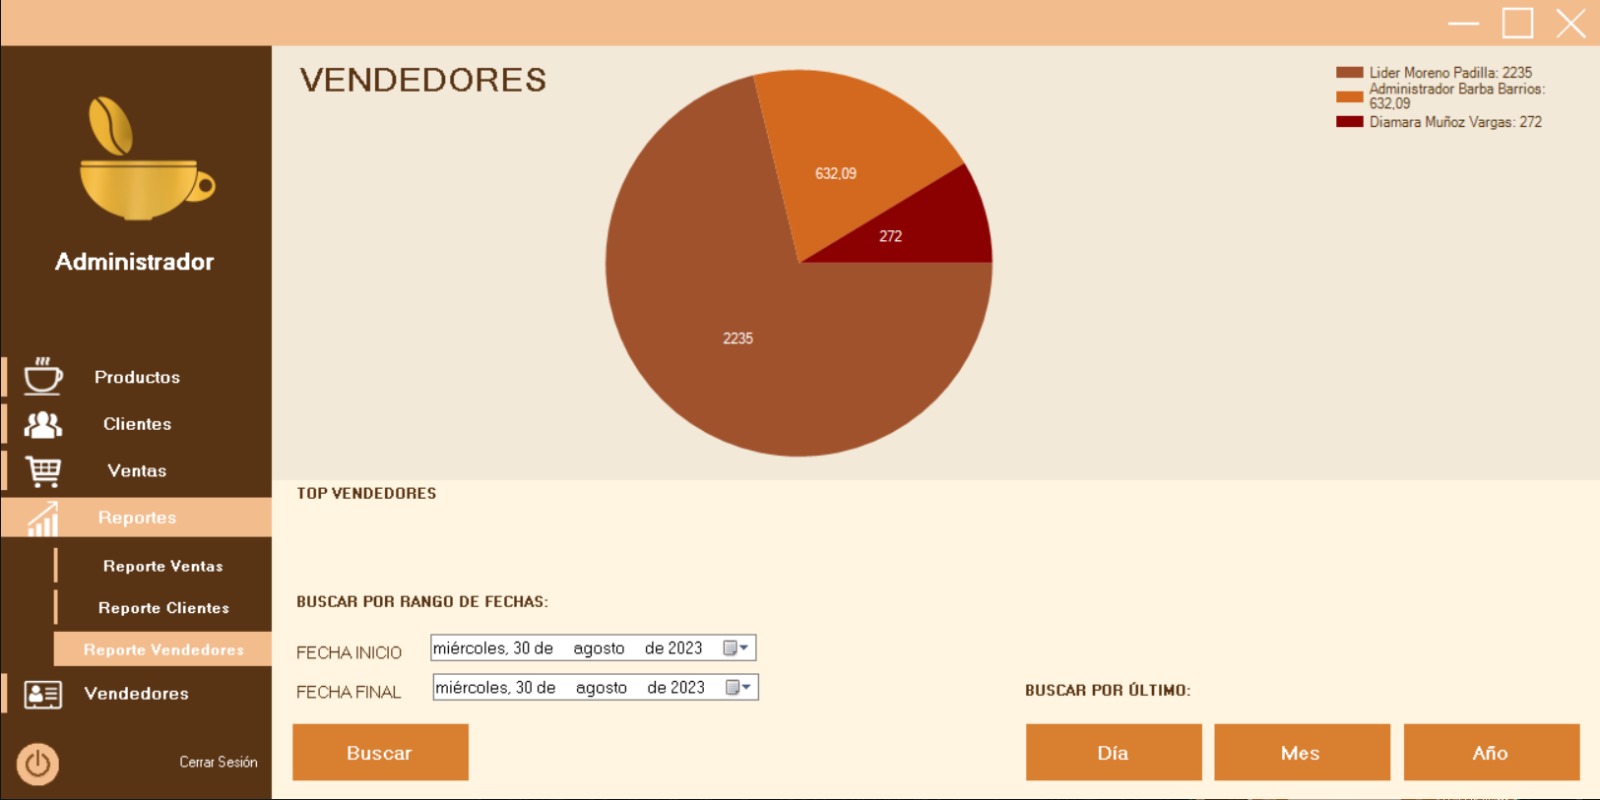 VENDEDORES
Lider Moreno Padilla: 2235
Administrador Barba Barrios:
632,09
Diamara Muñoz Vargas: 272
632,09
272
2235
Administrador
Productos
Clientes
Ventas
Reportes
Reporte Ventas
Reporte Clientes
Reporte Vendedores
Vendedores
Cerrar Sesión
TOP VENDEDORES
BUSCAR POR RANGO DE FECHAS:
FECHA INICIO miércoles, 30 de agosto de 2023
FECHA FINAL miércoles, 30 de agosto de 2023
Buscar
BUSCAR POR ÚLTIMO:
Día Mes Año